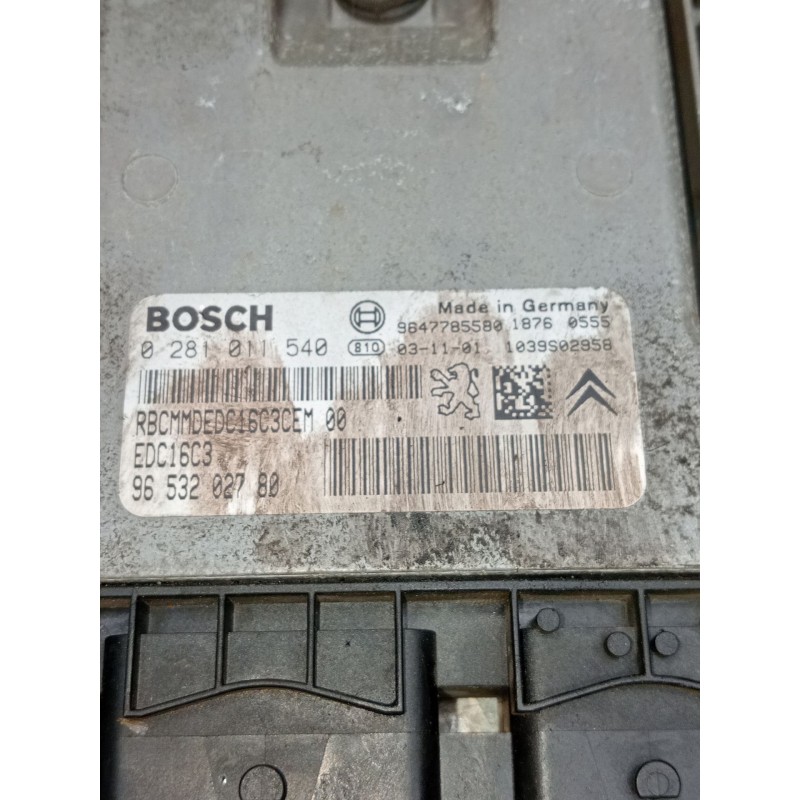 BOSCH
Made in Germany
9647785580 1876 0555
0 281 011 540 810 03-11-01 1039S02958
RBCMMDEDC16C3CEM 00
EDC16C3
96 532 027 80